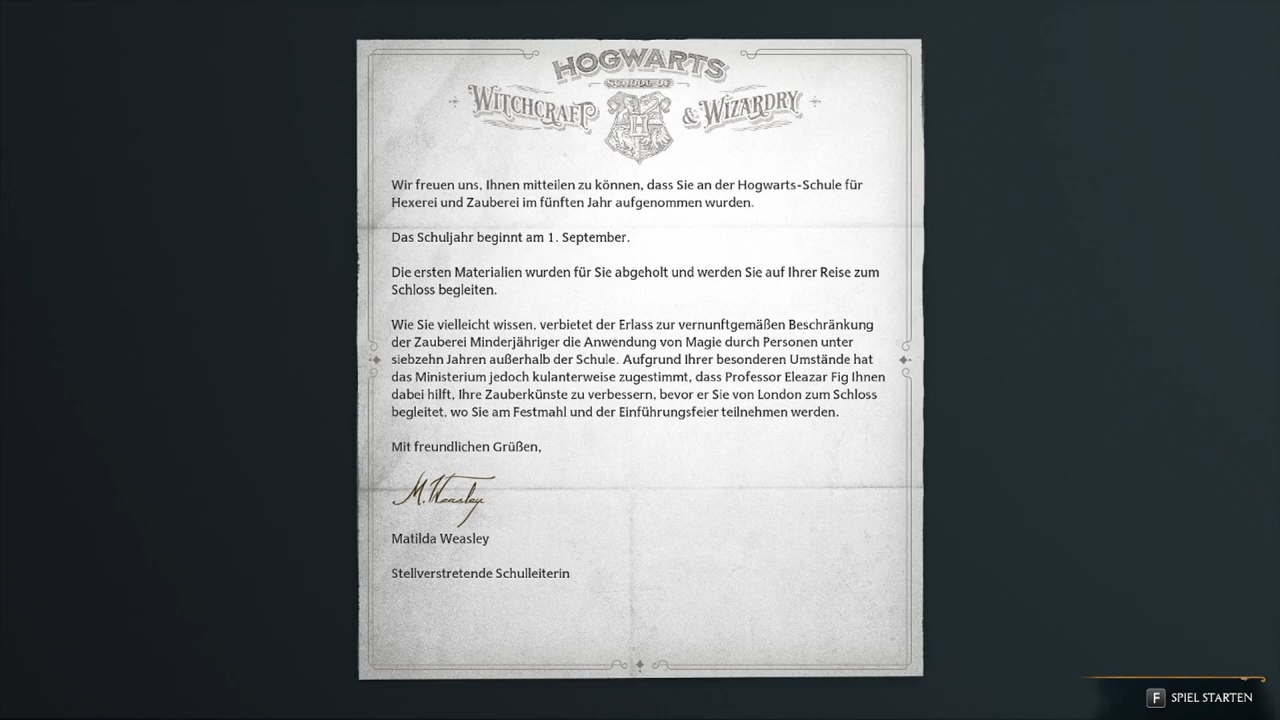 HOGWARTS
SCHOOL OF
WITCHCRAFT & WIZARDRY
H
Wir freuen uns, Ihnen mitteilen zu können, dass Sie an der Hogwarts-Schule für
Hexerei und Zauberei im fünften Jahr aufgenommen wurden.
Das Schuljahr beginnt am 1. September.
Die ersten Materialien wurden für Sie abgeholt und werden Sie auf Ihrer Reise zum
Schloss begleiten.
Wie Sie vielleicht wissen, verbietet der Erlass zur vernunftgemäßen Beschränkung
der Zauberei Minderjähriger die Anwendung von Magie durch Personen unter
siebzehn Jahren außerhalb der Schule. Aufgrund Ihrer besonderen Umstände hat
das Ministerium jedoch kulanterweise zugestimmt, dass Professor Eleazar Fig Ihnen
dabei hilft, Ihre Zauberkünste zu verbessern, bevor er Sie von London zum Schloss
begleitet, wo Sie am Festmahl und der Einführungsfeier teilnehmen werden.
Mit freundlichen Grüßen,
M. Weasley
Matilda Weasley
Stellverstretende Schulleiterin
F SPIEL STARTEN